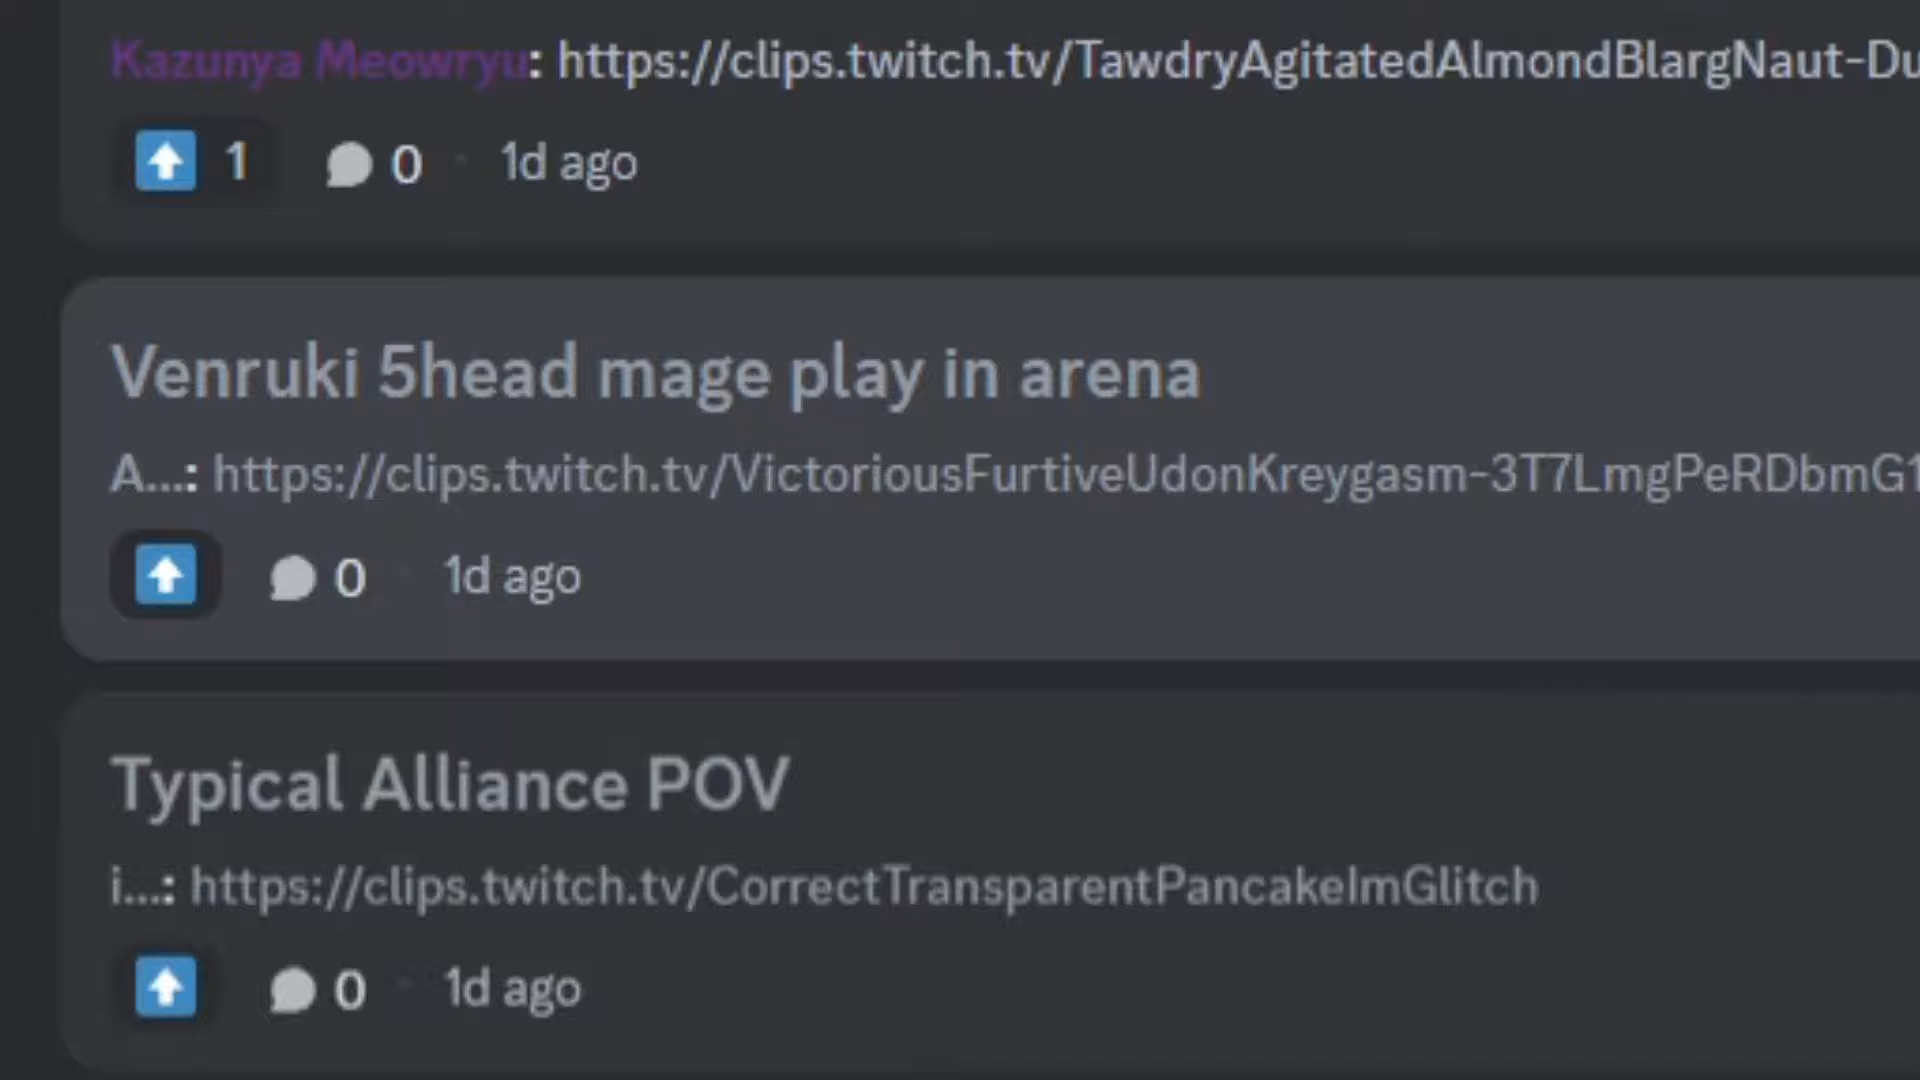 Kazunya Meowryu: https://clips.twitch.tv/TawdryAgitatedAlmondBlargNaut-Du
1 0 1d ago
Venruki 5head mage play in arena
A...: https://clips.twitch.tv/VictoriousFurtiveUdonKreygasm-3T7LmgPeRDbmG1
0 1d ago
Typical Alliance POV
i...: https://clips.twitch.tv/CorrectTransparentPancakeImGlitch
0 1d ago